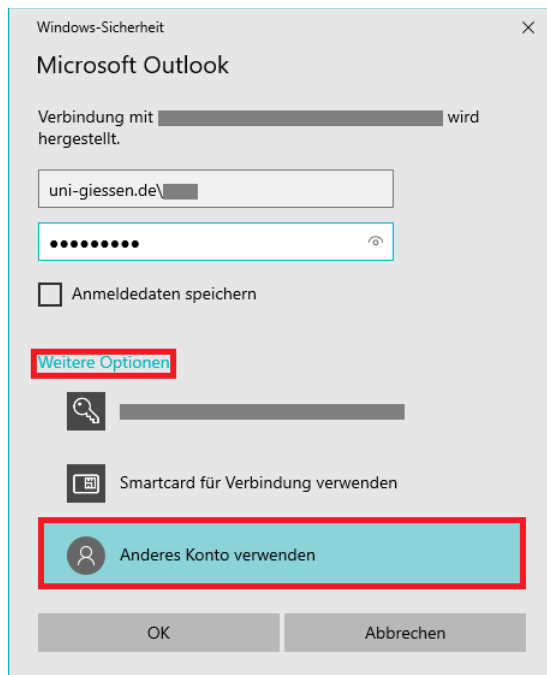 Windows-Sicherheit
Microsoft Outlook
Verbindung mit wird
hergestellt.
uni-giessen.de\
●●●●●●●●●
Anmeldedaten speichern
Weitere Optionen
Smartcard für Verbindung verwenden
Anderes Konto verwenden
OK Abbrechen